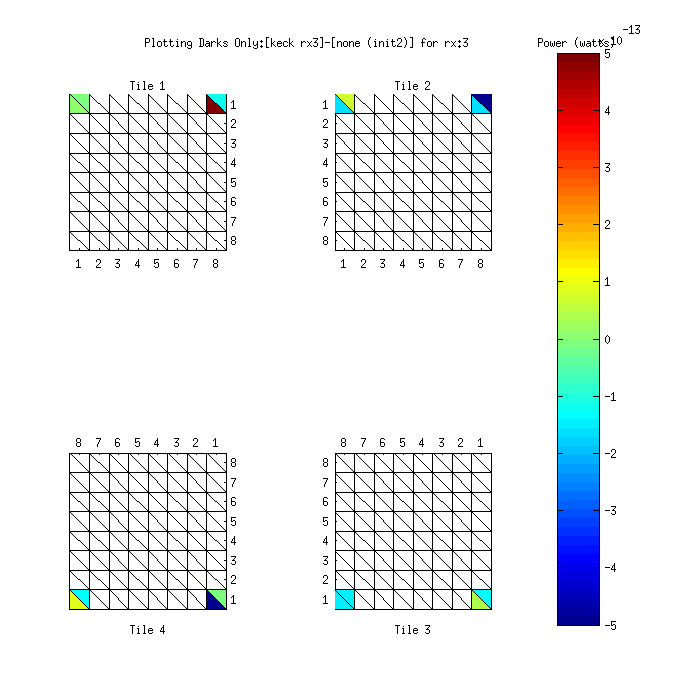 x 10 -13
Plotting Darks Only:[keck rx3]-[none (init2)] for rx:3
Power (watts)
Tile 1
Tile 2
1 2 3 4 5 6 7 8
1 2 3 4 5 6 7 8
1 2 3 4 5 6 7 8
1 2 3 4 5 6 7 8
8 7 6 5 4 3 2 1
8 7 6 5 4 3 2 1
8 7 6 5 4 3 2 1
8 7 6 5 4 3 2 1
Tile 4
Tile 3
5
4
3
2
1
0
-1
-2
-3
-4
-5